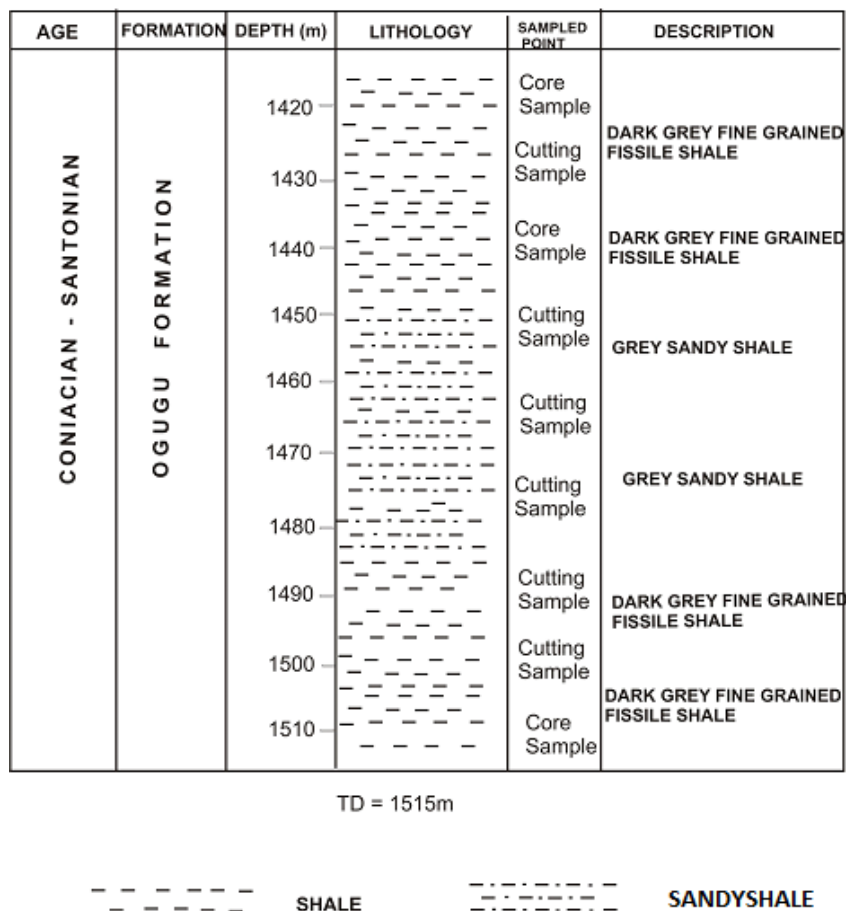 AGE
FORMATION
DEPTH (m)
LITHOLOGY
SAMPLED
POINT
DESCRIPTION
CONIACIAN - SANTONIAN
OGUGU FORMATION
1420
1430
1440
1450
1460
1470
1480
1490
1500
1510
Core
Sample
Cutting
Sample
Core
Sample
Cutting
Sample
Cutting
Sample
Cutting
Sample
Cutting
Sample
Cutting
Sample
Core
Sample
DARK GREY FINE GRAINED
FISSILE SHALE
DARK GREY FINE GRAINED
FISSILE SHALE
GREY SANDY SHALE
GREY SANDY SHALE
DARK GREY FINE GRAINED
FISSILE SHALE
DARK GREY FINE GRAINED
FISSILE SHALE
TD = 1515m
SHALE
SANDYSHALE